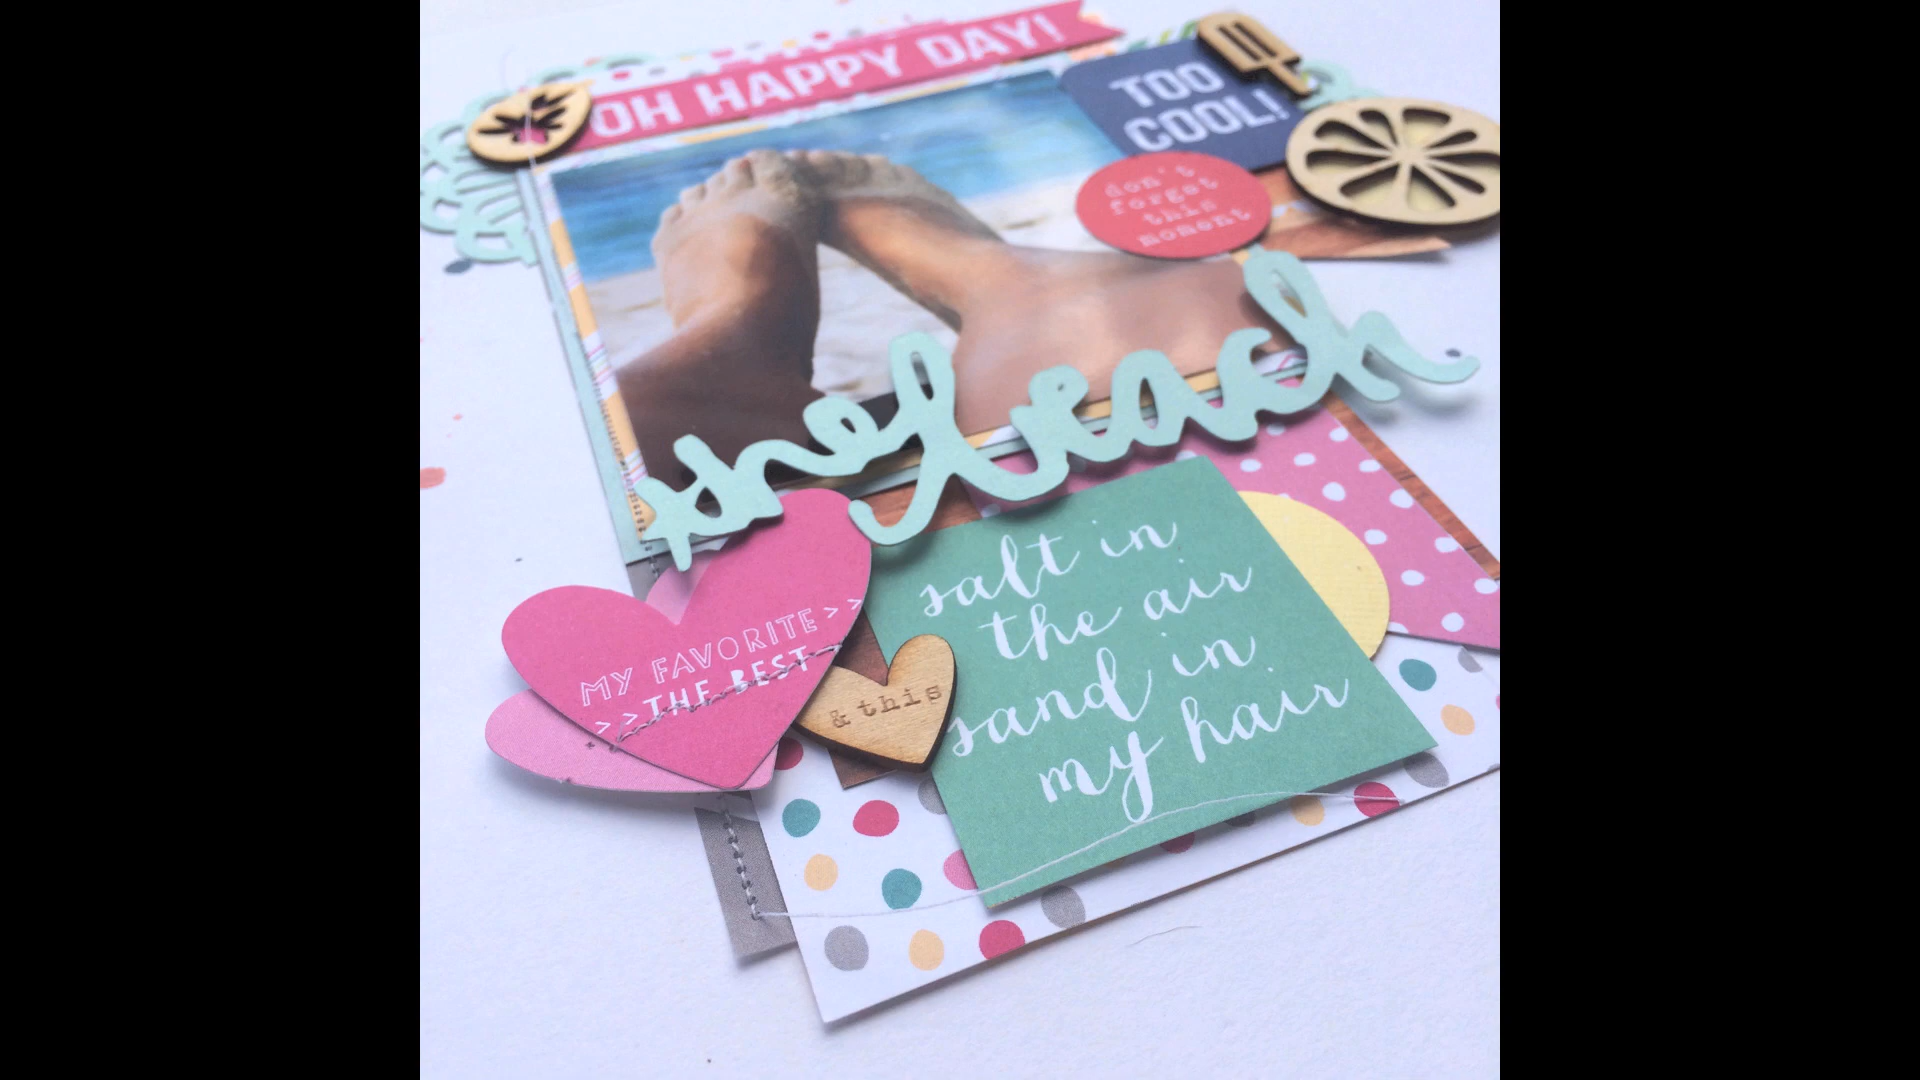 OH HAPPY DAY!
TOO
COOL!
don't
forget
this
moment
the beach
MY FAVORITE >>
>> THE BEST
& this
salt in
the air
sand in
my hair